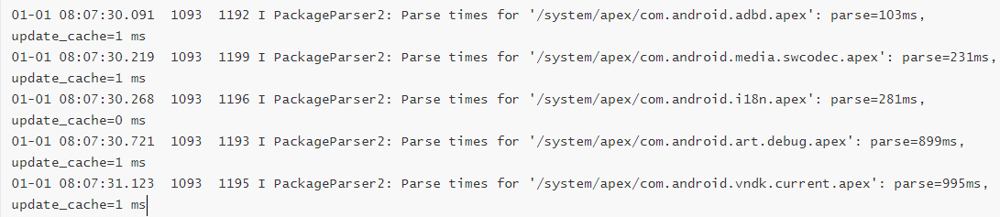 01-01 08:07:30.091  1093  1192 I PackageParser2: Parse times for '/system/apex/com.android.adbd.apex': parse=103ms,
update_cache=1 ms
01-01 08:07:30.219  1093  1199 I PackageParser2: Parse times for '/system/apex/com.android.media.swcodec.apex': parse=231ms,
update_cache=1 ms
01-01 08:07:30.268  1093  1196 I PackageParser2: Parse times for '/system/apex/com.android.i18n.apex': parse=281ms,
update_cache=0 ms
01-01 08:07:30.721  1093  1193 I PackageParser2: Parse times for '/system/apex/com.android.art.debug.apex': parse=899ms,
update_cache=1 ms
01-01 08:07:31.123  1093  1195 I PackageParser2: Parse times for '/system/apex/com.android.vndk.current.apex': parse=995ms,
update_cache=1 ms